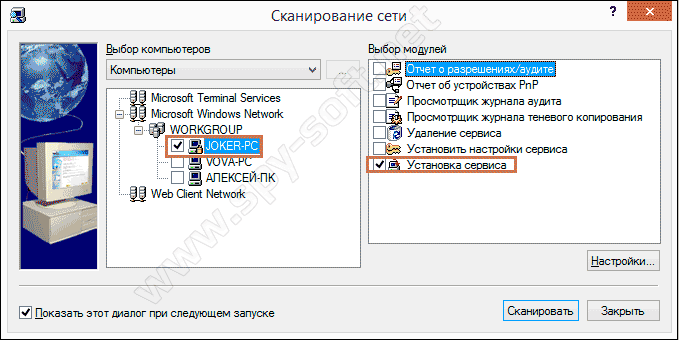 Сканирование сети
?
Выбор компьютеров
Компьютеры
...
Microsoft Terminal Services
Microsoft Windows Network
WORKGROUP
JOKER-PC
VOVA-PC
АЛЕКСЕЙ-ПК
Web Client Network
Выбор модулей
Отчет о разрешениях/аудите
Отчет об устройствах PnP
Просмотрщик журнала аудита
Просмотрщик журнала теневого копирования
Удаление сервиса
Установить настройки сервиса
Установка сервиса
Настройки...
Показать этот диалог при следующем запуске
Сканировать
Закрыть
www.spy-soft.net